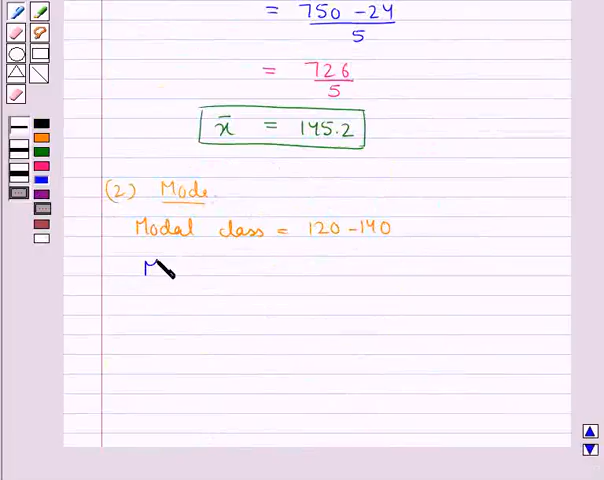 = 750 - 24
5
= 726
5
x̄ = 145.2
(2) Mode.
Modal class = 120 - 140
M